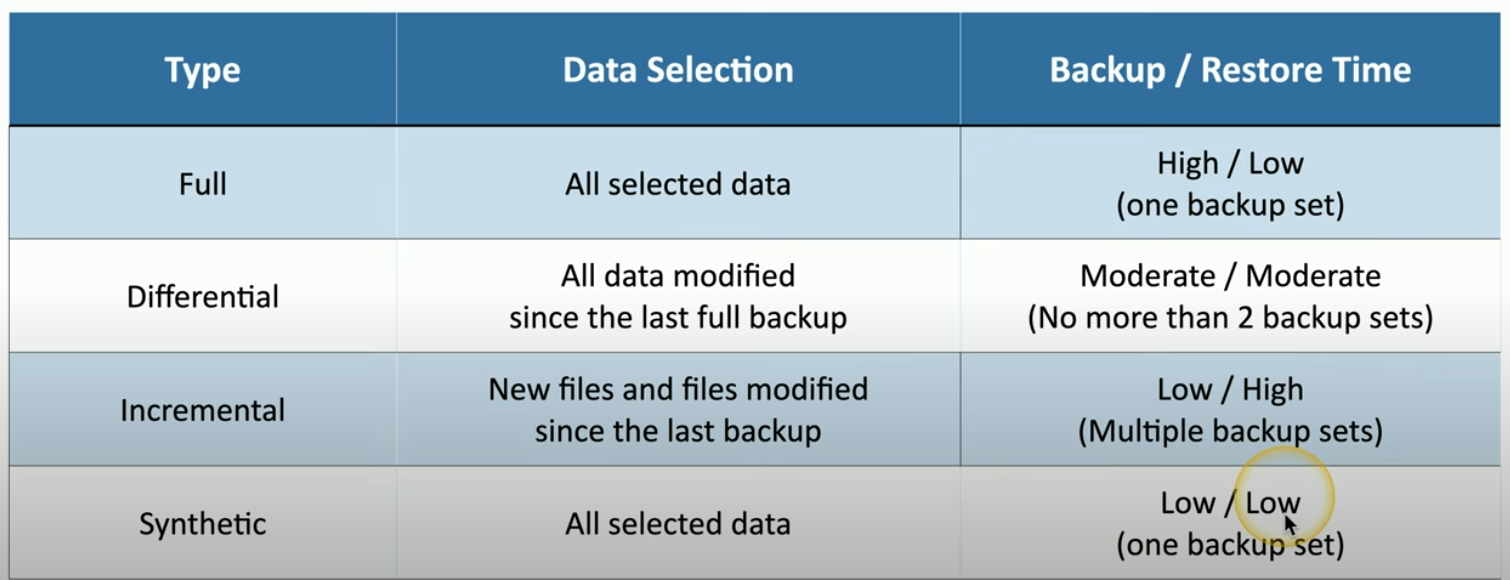 Type
Data Selection
Backup / Restore Time
Full
All selected data
High / Low
(one backup set)
Differential
All data modified
since the last full backup
Moderate / Moderate
(No more than 2 backup sets)
Incremental
New files and files modified
since the last backup
Low / High
(Multiple backup sets)
Synthetic
All selected data
Low / Low
(one backup set)